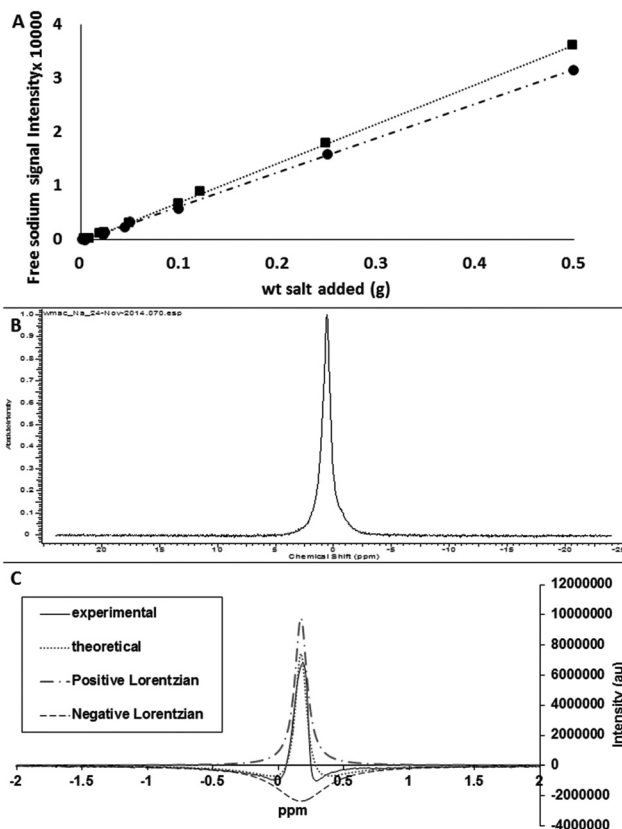 A
Free sodium signal Intensity x 10000
4
3
2
1
0
0 0.1 0.2 0.3 0.4 0.5
wt salt added (g)
B
wmac_Na_24-Nov-2014.070.esp
Absolute Intensity
1.0
0.9
0.8
0.7
0.6
0.5
0.4
0.3
0.2
0.1
0
20 15 10 5 0 -5 -10 -15 -20 -25
Chemical Shift (ppm)
C
experimental
theoretical
Positive Lorentzian
Negative Lorentzian
12000000
10000000
8000000
6000000
4000000
2000000
0
-2000000
-4000000
Intensity (au)
-2 -1.5 -1 -0.5 0 0.5 1 1.5 2
ppm